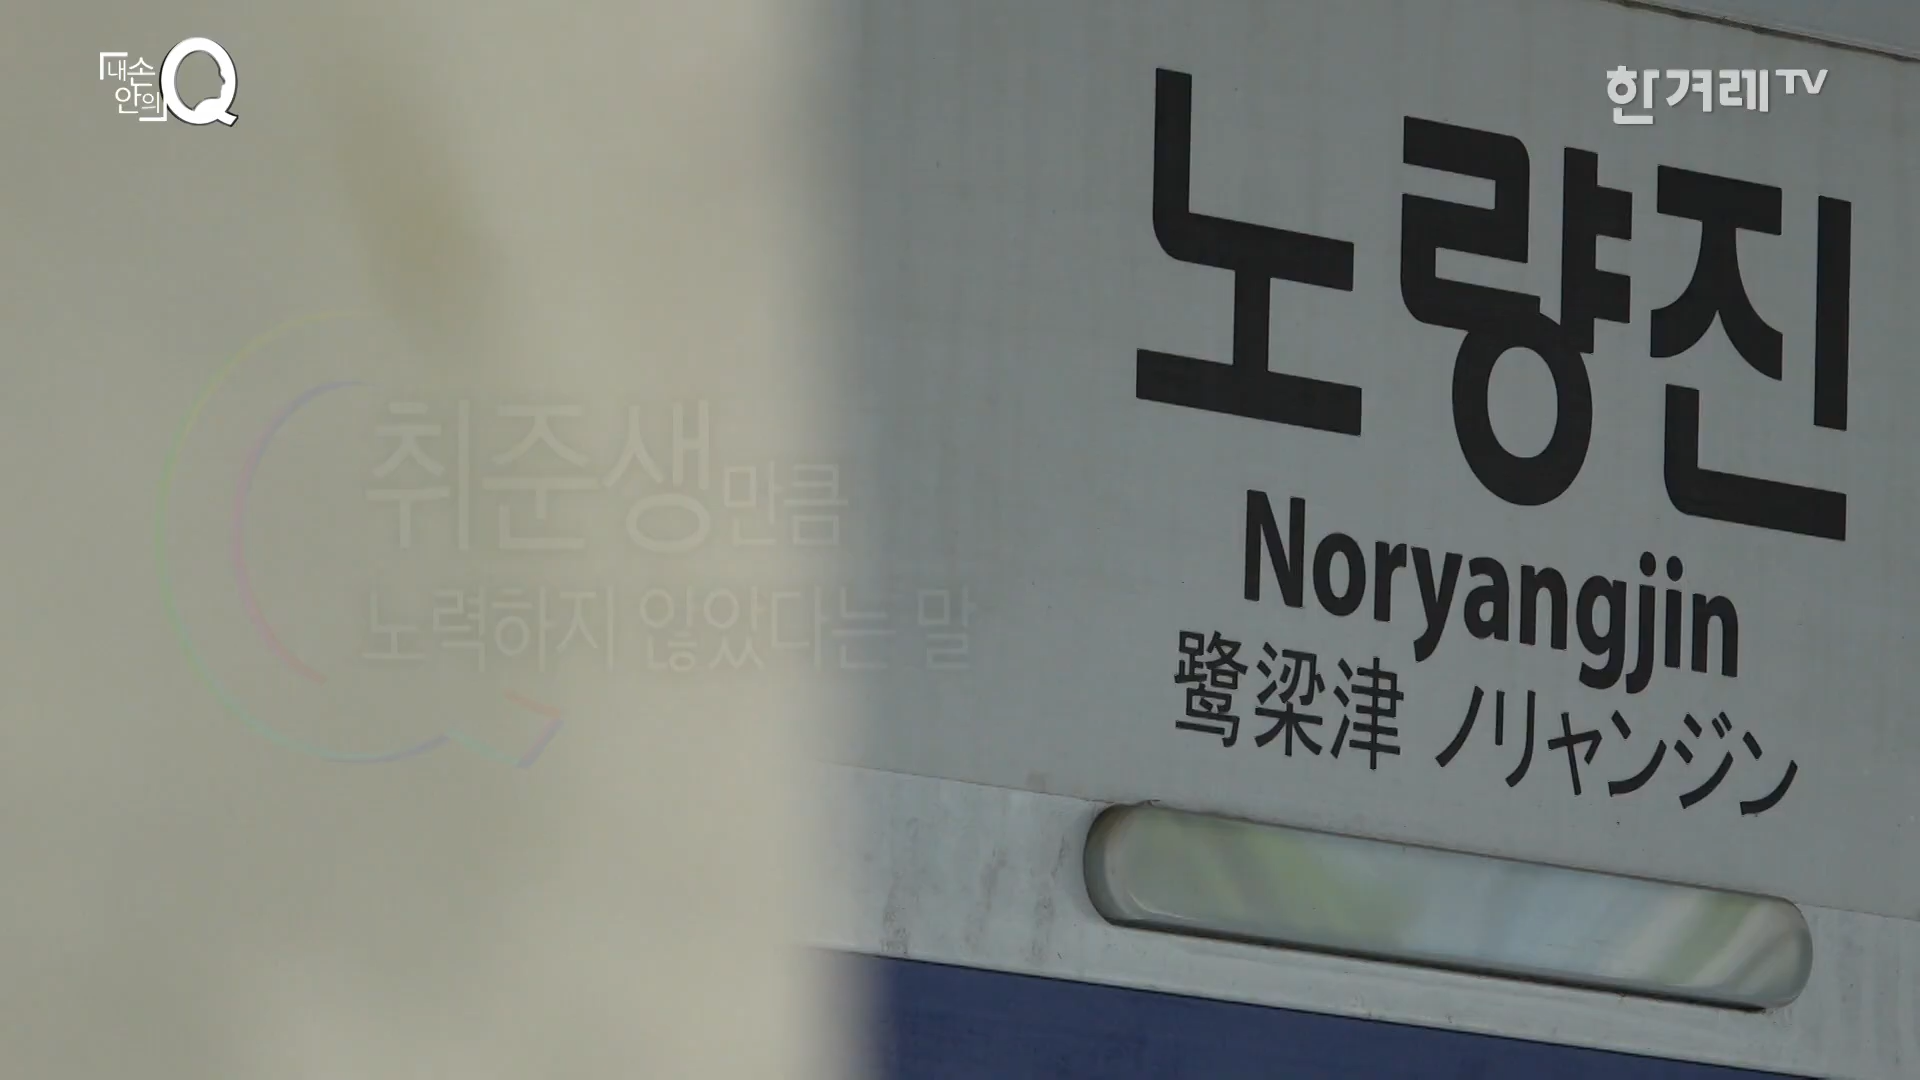 「내손
안의」Q
한겨레TV
노량진
Noryangjin
鹭梁津 ノリャンジン
취준생만큼
노력하지 않았다는 말